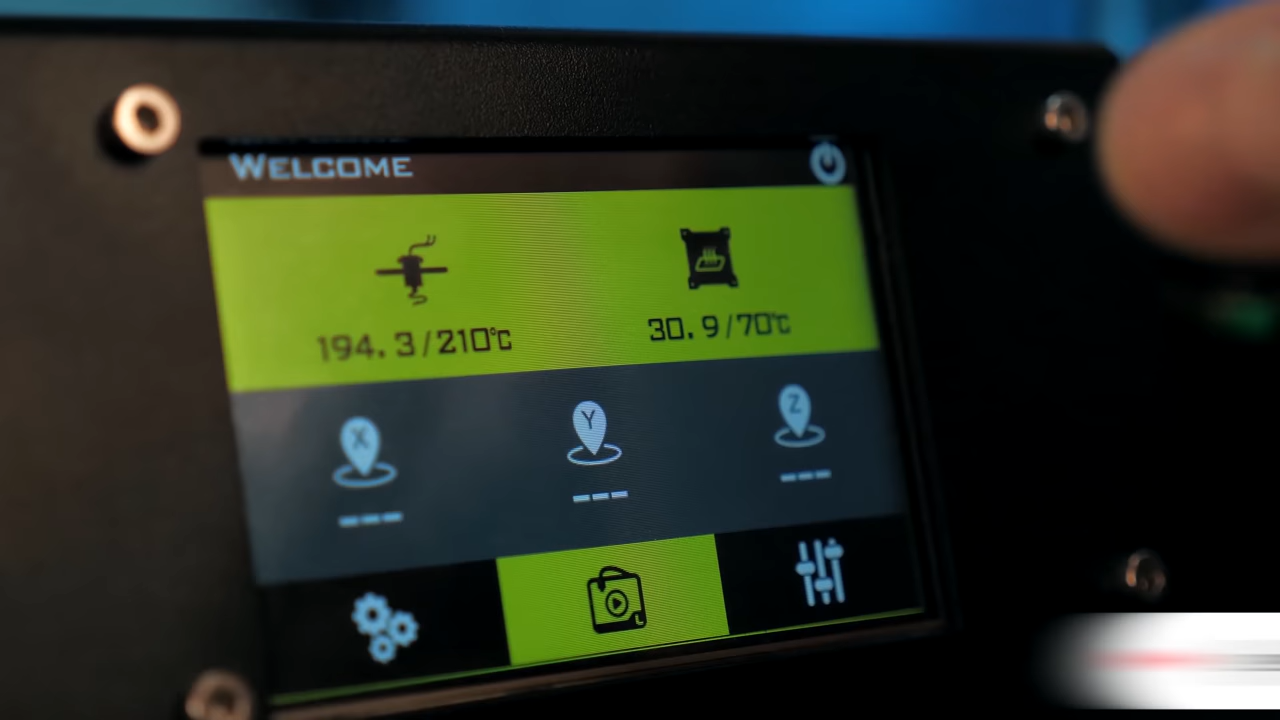 WELCOME
194.3/210℃
30.9/70℃
X
Y
Z
---
---
---